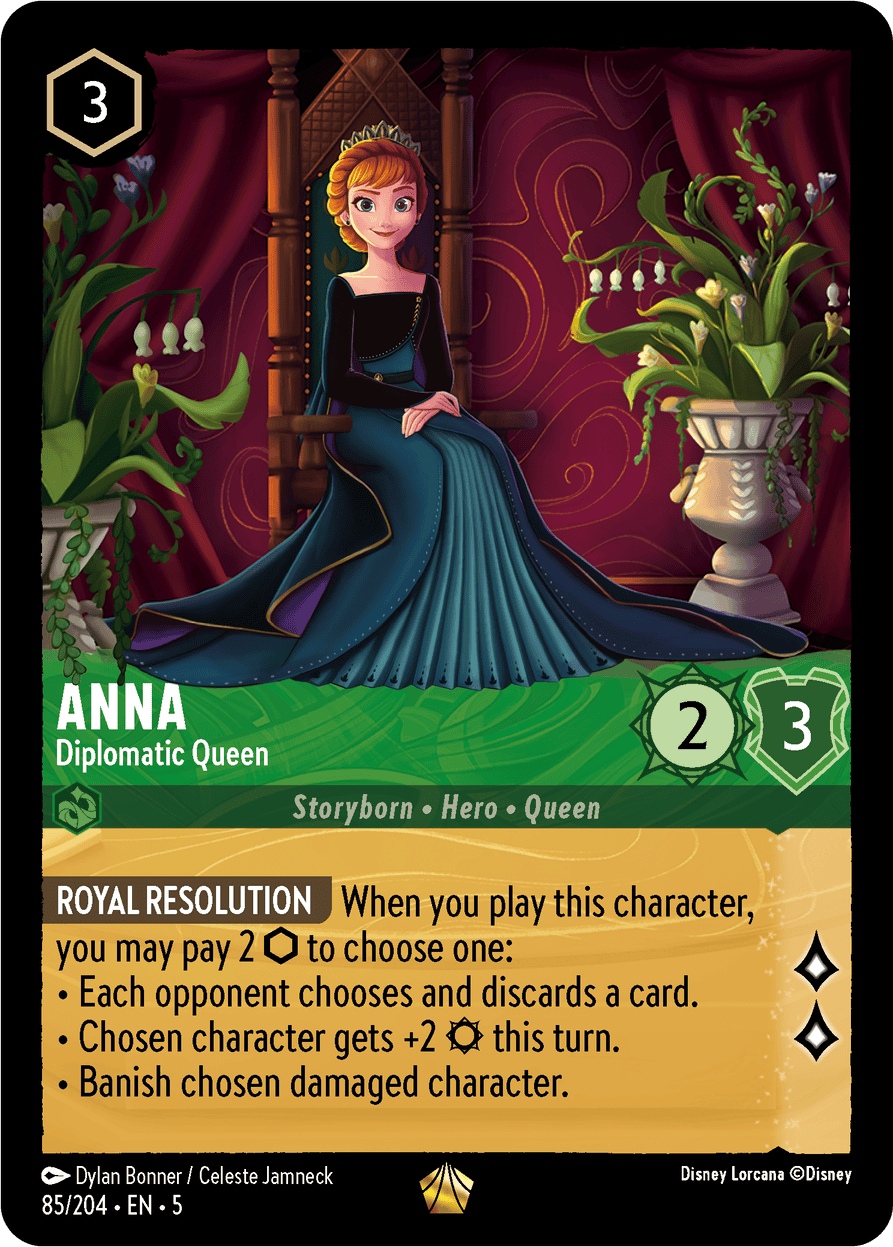 3
ANNA
Diplomatic Queen
2
3
Storyborn • Hero • Queen
ROYAL RESOLUTION When you play this character,
you may pay 2 ⬡ to choose one:
• Each opponent chooses and discards a card.
• Chosen character gets +2 ¤ this turn.
• Banish chosen damaged character.
Dylan Bonner / Celeste Jamneck
Disney Lorcana ©Disney
85/204 • EN • 5